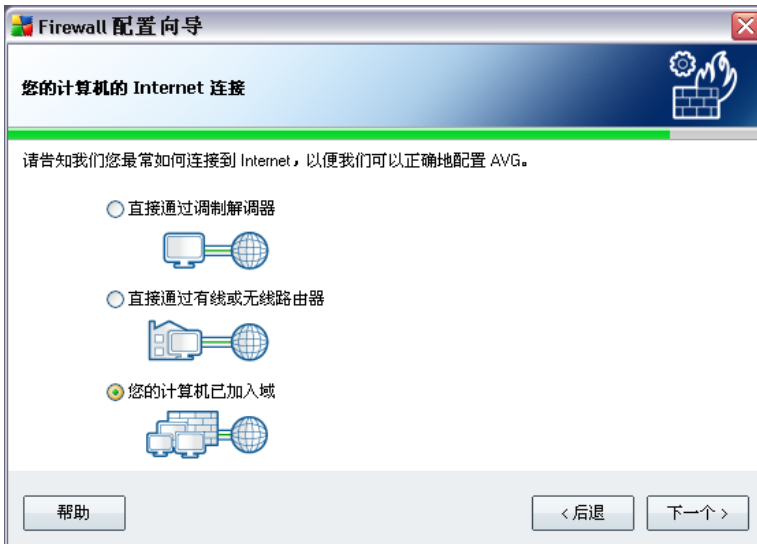 Firewall 配置向导
您的计算机的 Internet 连接
请告知我们您最常如何连接到 Internet，以便我们可以正确地配置 AVG。
直接通过调制解调器
直接通过有线或无线路由器
您的计算机已加入域
帮助
< 后退
下一个 >